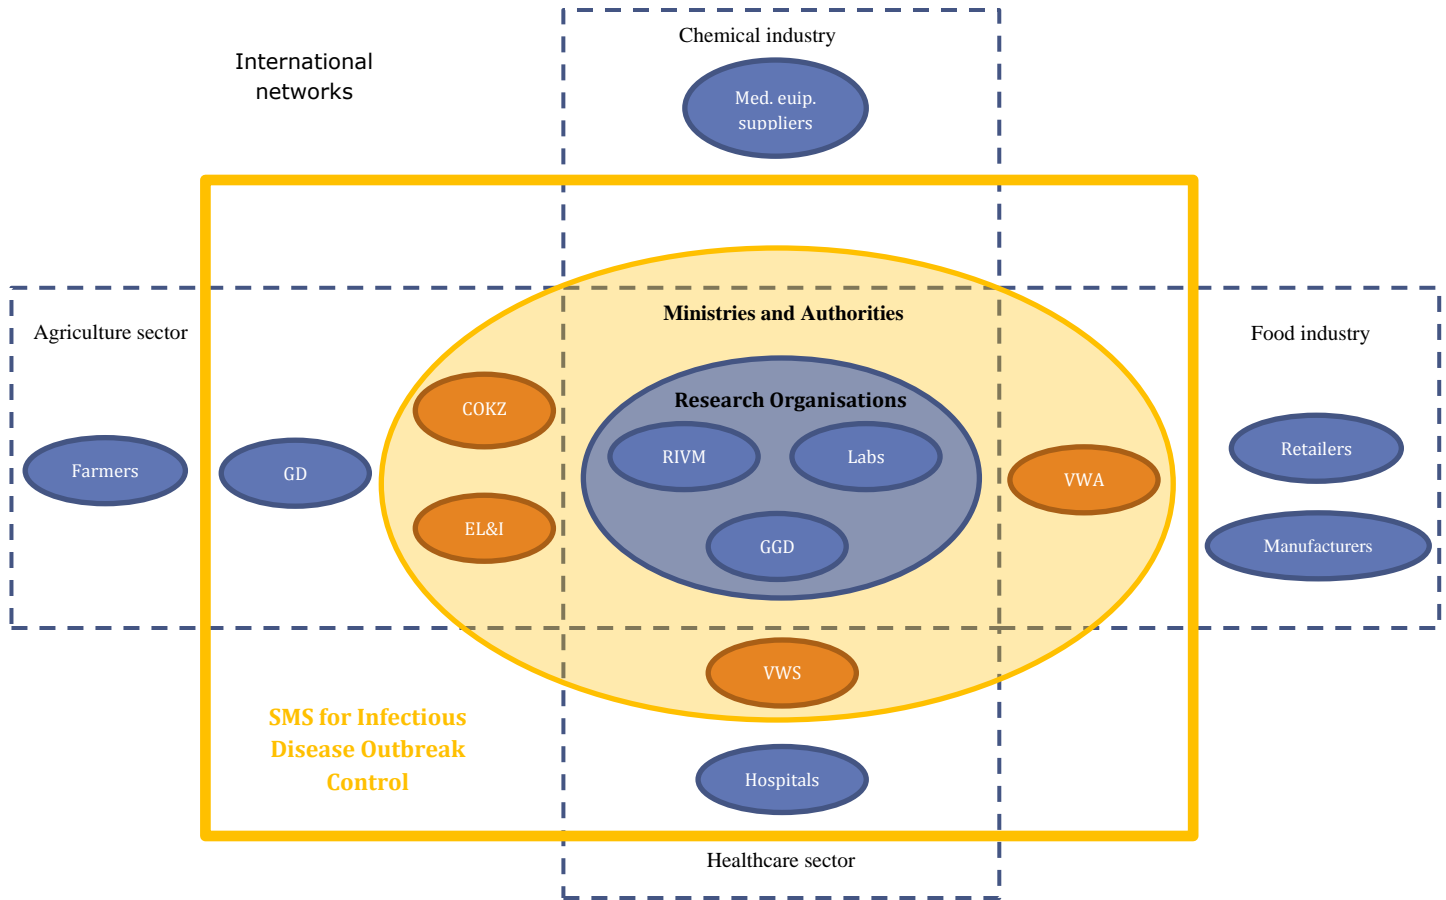 Chemical industry
International
networks
Med. euip.
suppliers
Ministries and Authorities
Agriculture sector
Food industry
Research Organisations
COKZ
RIVM
Labs
Retailers
Farmers
GD
VWA
EL&I
GGD
Manufacturers
VWS
SMS for Infectious
Disease Outbreak
Control
Hospitals
Healthcare sector